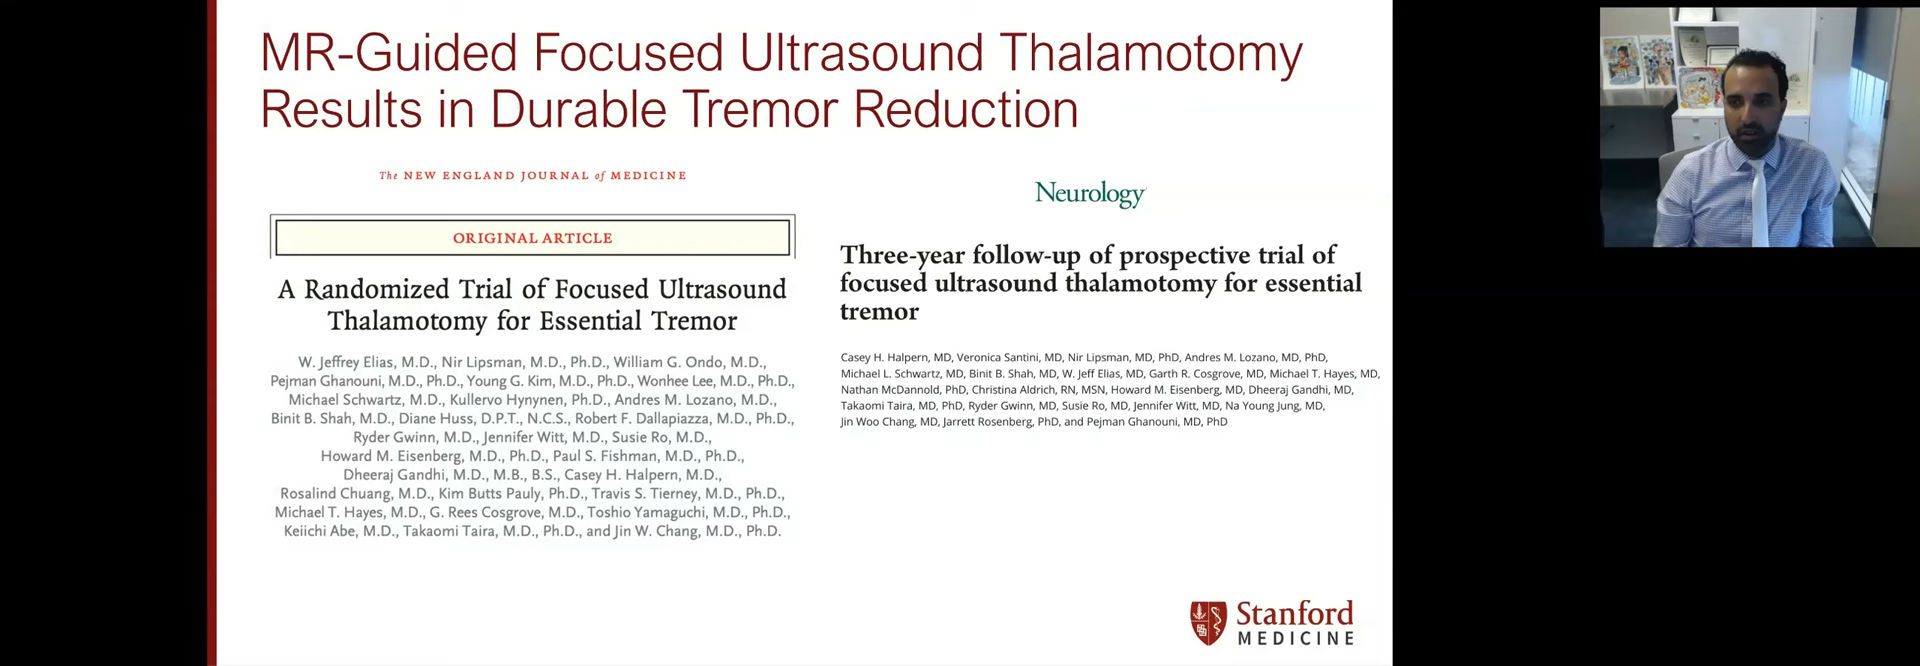 MR-Guided Focused Ultrasound Thalamotomy
Results in Durable Tremor Reduction
The NEW ENGLAND JOURNAL of MEDICINE
ORIGINAL ARTICLE
A Randomized Trial of Focused Ultrasound
Thalamotomy for Essential Tremor
W. Jeffrey Elias, M.D., Nir Lipsman, M.D., Ph.D., William G. Ondo, M.D.,
Pejman Ghanouni, M.D., Ph.D., Young G. Kim, M.D., Ph.D., Wonhee Lee, M.D., Ph.D.,
Michael Schwartz, M.D., Kullervo Hynynen, Ph.D., Andres M. Lozano, M.D.,
Binit B. Shah, M.D., Diane Huss, D.P.T., N.C.S., Robert F. Dallapiazza, M.D., Ph.D.,
Ryder Gwinn, M.D., Jennifer Witt, M.D., Susie Ro, M.D.,
Howard M. Eisenberg, M.D., Ph.D., Paul S. Fishman, M.D., Ph.D.,
Dheeraj Gandhi, M.D., M.B., B.S., Casey H. Halpern, M.D.,
Rosalind Chuang, M.D., Kim Butts Pauly, Ph.D., Travis S. Tierney, M.D., Ph.D.,
Michael T. Hayes, M.D., G. Rees Cosgrove, M.D., Toshio Yamaguchi, M.D., Ph.D.,
Keiichi Abe, M.D., Takaomi Taira, M.D., Ph.D., and Jin W. Chang, M.D., Ph.D.
Neurology
Three-year follow-up of prospective trial of
focused ultrasound thalamotomy for essential
tremor
Casey H. Halpern, MD, Veronica Santini, MD, Nir Lipsman, MD, PhD, Andres M. Lozano, MD, PhD,
Michael L. Schwartz, MD, Binit B. Shah, MD, W. Jeff Elias, MD, Garth R. Cosgrove, MD, Michael T. Hayes, MD,
Nathan McDannold, PhD, Christina Aldrich, RN, MSN, Howard M. Eisenberg, MD, Dheeraj Gandhi, MD,
Takaomi Taira, MD, PhD, Ryder Gwinn, MD, Susie Ro, MD, Jennifer Witt, MD, Na Young Jung, MD,
Jin Woo Chang, MD, Jarrett Rosenberg, PhD, and Pejman Ghanouni, MD, PhD
Stanford
MEDICINE